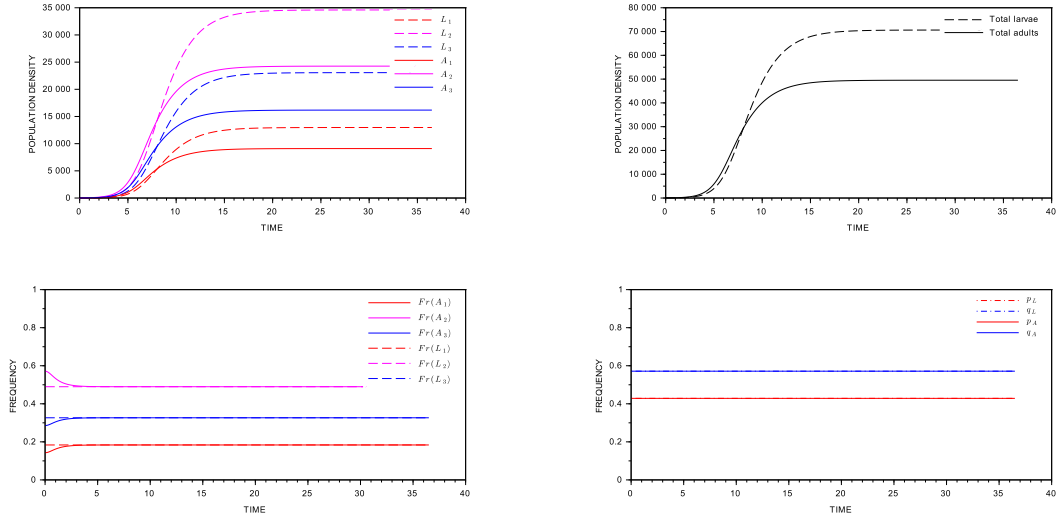 35 000
30 000
25 000
20 000
15 000
10 000
5 000
0
POPULATION DENSITY
0 5 10 15 20 25 30 35 40
TIME
L₁
L₂
L₃
A₁
A₂
A₃
80 000
70 000
60 000
50 000
40 000
30 000
20 000
10 000
0
POPULATION DENSITY
0 5 10 15 20 25 30 35 40
TIME
Total larvae
Total adults
1
0.8
0.6
0.4
0.2
0
FREQUENCY
0 5 10 15 20 25 30 35 40
TIME
Fr(A₁)
Fr(A₂)
Fr(A₃)
Fr(L₁)
Fr(L₂)
Fr(L₃)
1
0.8
0.6
0.4
0.2
0
FREQUENCY
0 5 10 15 20 25 30 35 40
TIME
p_L
q_L
p_A
q_A